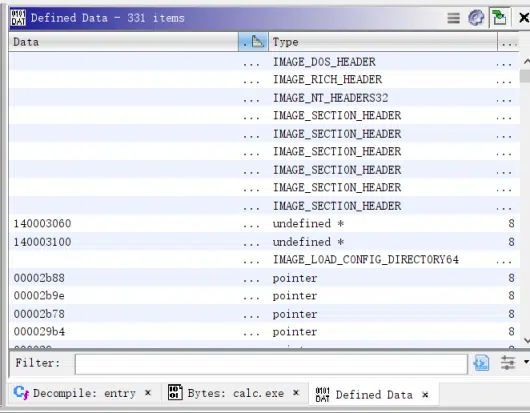 Defined Data - 331 items
Data ... Type ...
... IMAGE_DOS_HEADER ...
... IMAGE_RICH_HEADER ...
... IMAGE_NT_HEADERS32 ...
... IMAGE_SECTION_HEADER ...
... IMAGE_SECTION_HEADER ...
... IMAGE_SECTION_HEADER ...
... IMAGE_SECTION_HEADER ...
... IMAGE_SECTION_HEADER ...
... IMAGE_SECTION_HEADER ...
140003060 ... undefined * 8
140003100 ... undefined * 8
... IMAGE_LOAD_CONFIG_DIRECTORY64 ...
00002b88 ... pointer 8
00002b9e ... pointer 8
00002b78 ... pointer 8
000029b4 ... pointer 8
Filter:
Decompile: entry × Bytes: calc.exe × Defined Data ×